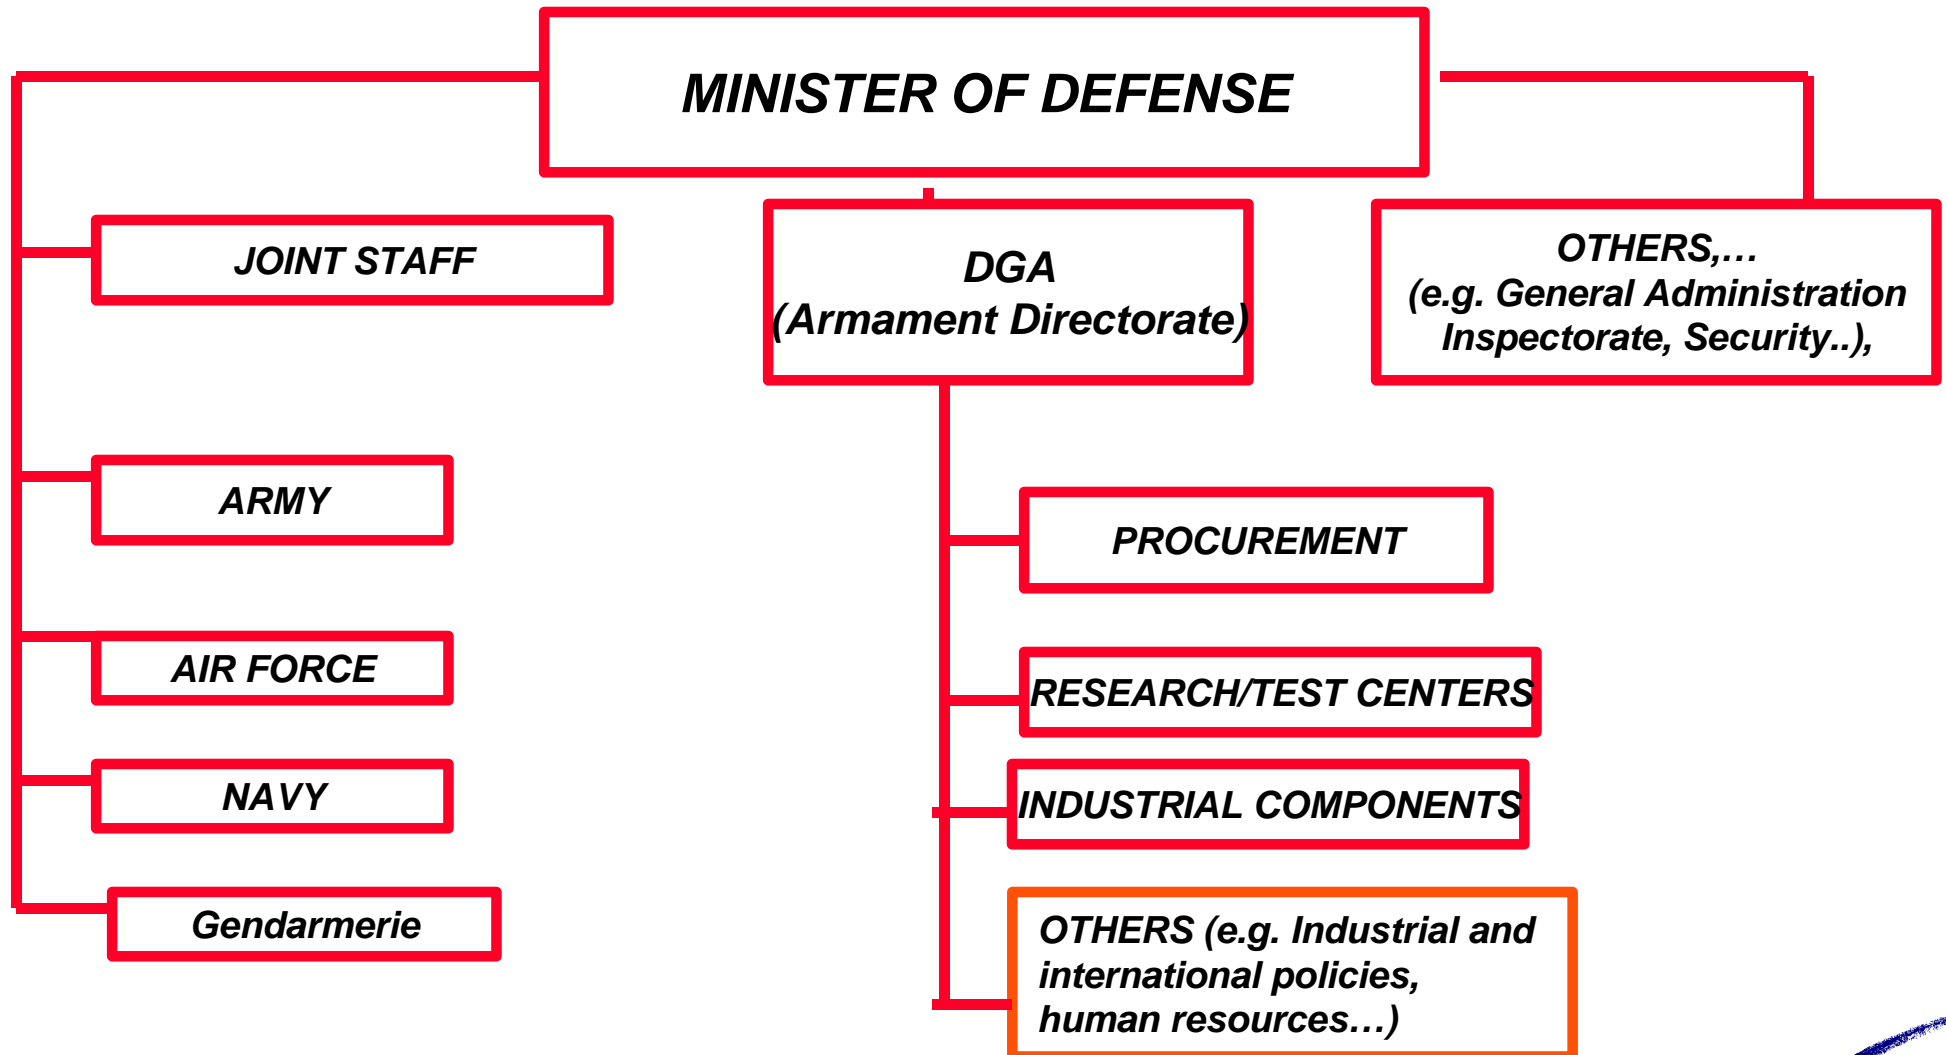 MINISTER OF DEFENSE
JOINT STAFF
ARMY
AIR FORCE
NAVY
Gendarmerie
DGA
(Armament Directorate)
PROCUREMENT
RESEARCH/TEST CENTERS
INDUSTRIAL COMPONENTS
OTHERS (e.g. Industrial and
international policies,
human resources…)
OTHERS,…
(e.g. General Administration
Inspectorate, Security..),